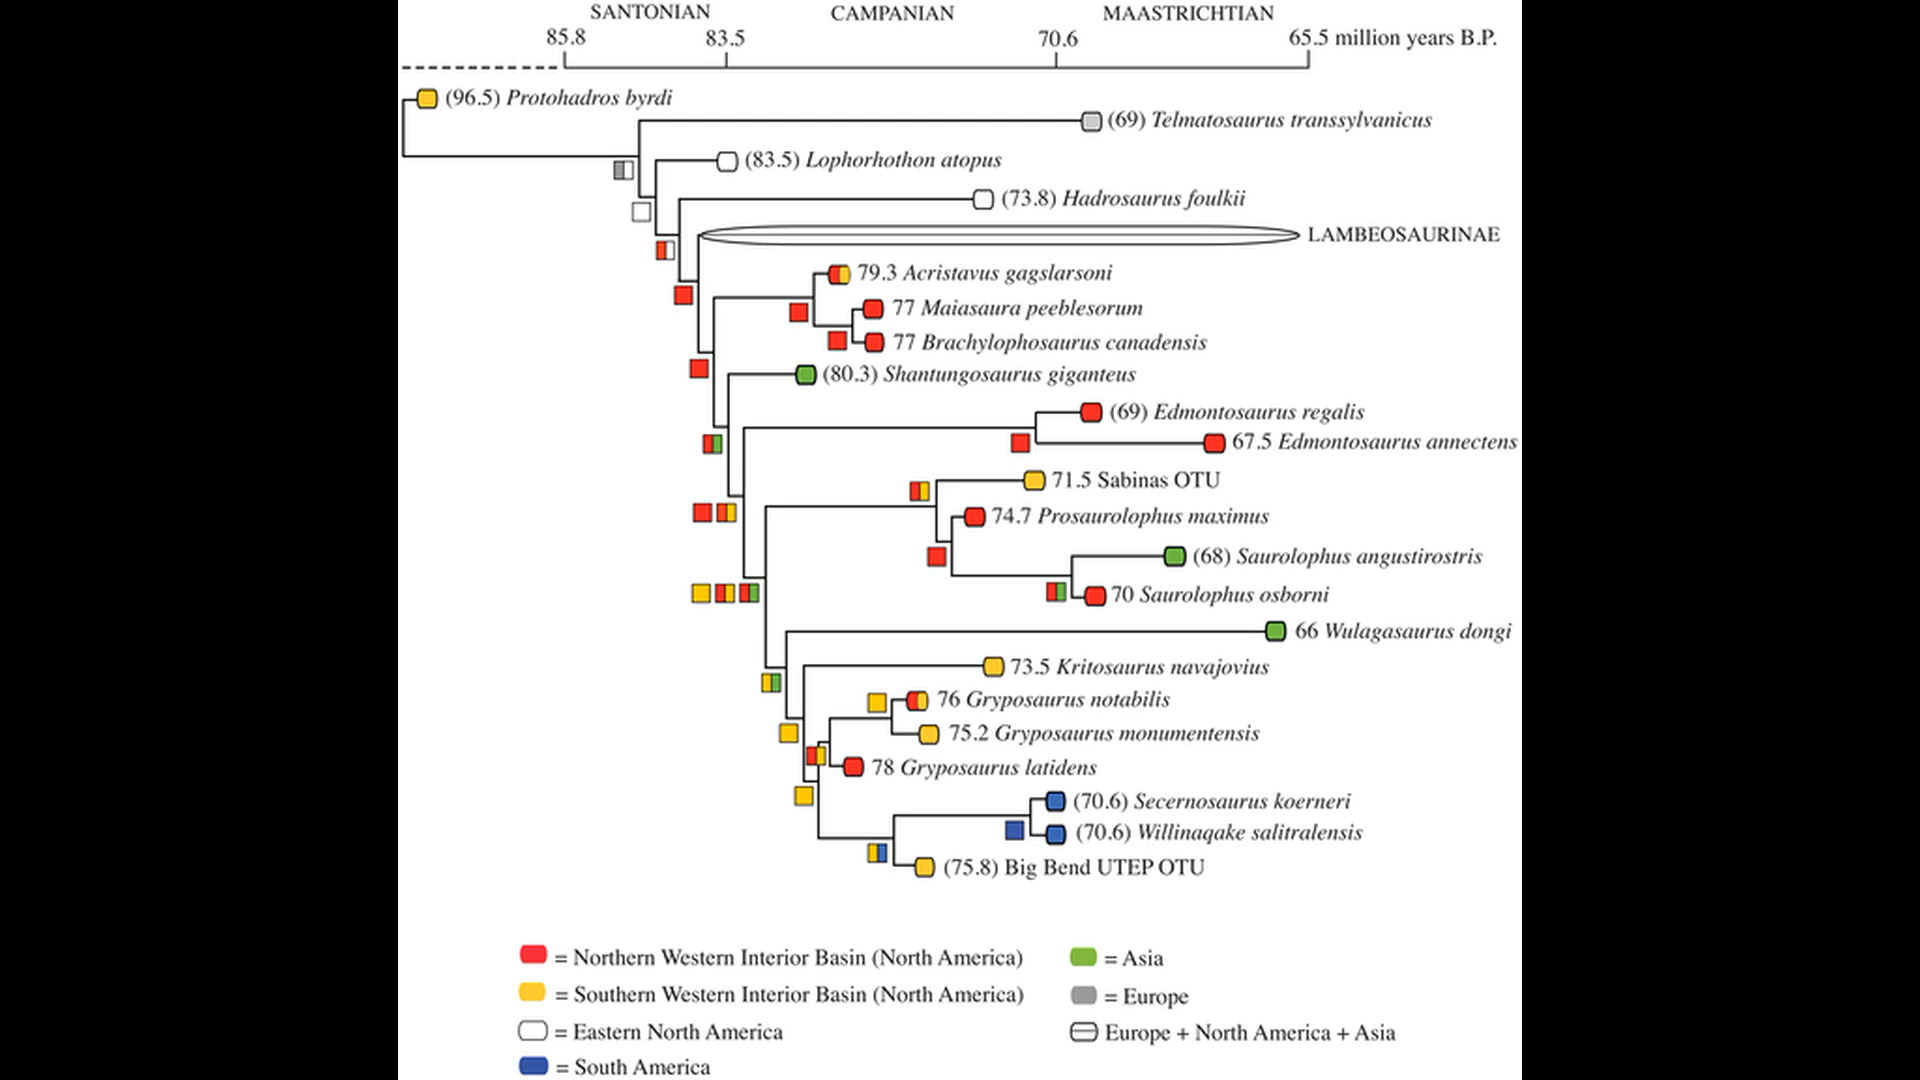 SANTONIAN CAMPANIAN MAASTRICHTIAN
85.8 83.5 70.6 65.5 million years B.P.
(96.5) Protohadros byrdi
(69) Telmatosaurus transsylvanicus
(83.5) Lophorhothon atopus
(73.8) Hadrosaurus foulkii
LAMBEOSAURINAE
79.3 Acristavus gagslarsoni
77 Maiasaura peeblesorum
77 Brachylophosaurus canadensis
(80.3) Shantungosaurus giganteus
(69) Edmontosaurus regalis
67.5 Edmontosaurus annectens
71.5 Sabinas OTU
74.7 Prosaurolophus maximus
(68) Saurolophus angustirostris
70 Saurolophus osborni
66 Wulagasaurus dongi
73.5 Kritosaurus navajovius
76 Gryposaurus notabilis
75.2 Gryposaurus monumentensis
78 Gryposaurus latidens
(70.6) Secernosaurus koerneri
(70.6) Willinaqake salitralensis
(75.8) Big Bend UTEP OTU
= Northern Western Interior Basin (North America)
= Asia
= Southern Western Interior Basin (North America)
= Europe
= Eastern North America
Europe + North America + Asia
= South America